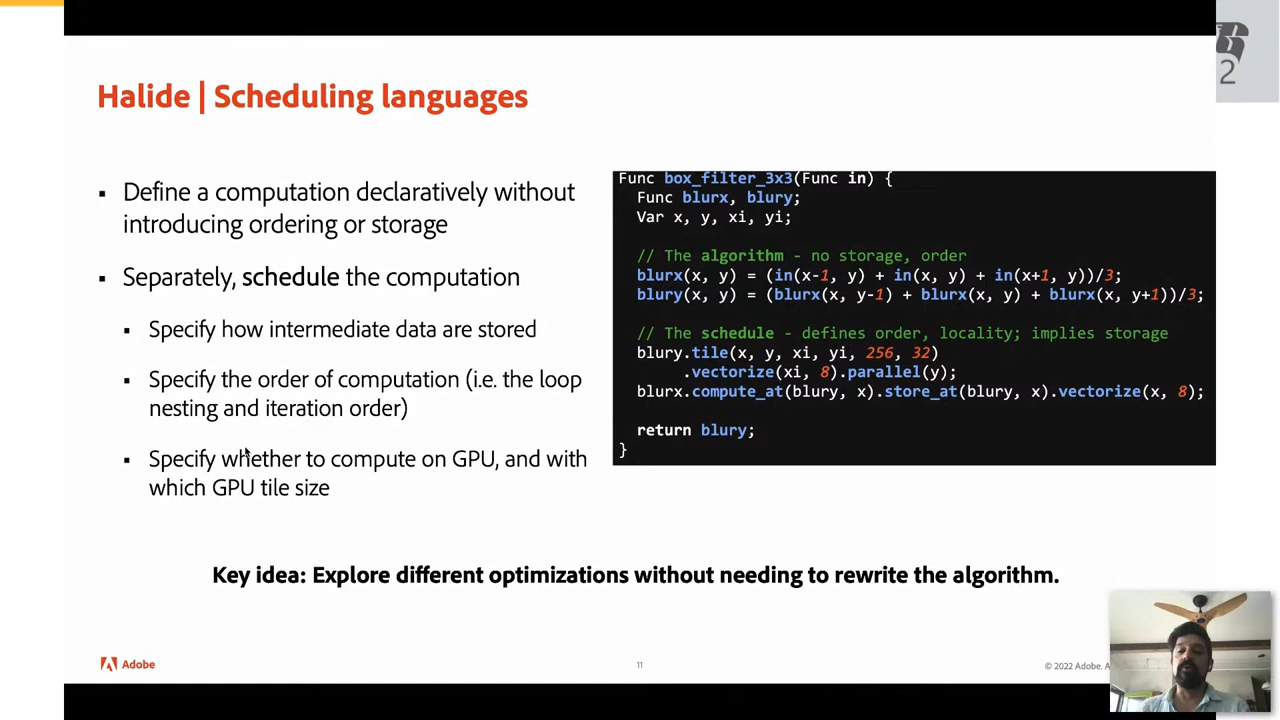 Halide | Scheduling languages
▪ Define a computation declaratively without
introducing ordering or storage
▪ Separately, schedule the computation
▪ Specify how intermediate data are stored
▪ Specify the order of computation (i.e. the loop
nesting and iteration order)
▪ Specify whether to compute on GPU, and with
which GPU tile size
Func box_filter_3x3(Func in) {
Func blurx, blury;
Var x, y, xi, yi;
// The algorithm - no storage, order
blurx(x, y) = (in(x-1, y) + in(x, y) + in(x+1, y))/3;
blury(x, y) = (blurx(x, y-1) + blurx(x, y) + blurx(x, y+1))/3;
// The schedule - defines order, locality; implies storage
blury.tile(x, y, xi, yi, 256, 32)
.vectorize(xi, 8).parallel(y);
blurx.compute_at(blury, x).store_at(blury, x).vectorize(x, 8);
return blury;
}
Key idea: Explore different optimizations without needing to rewrite the algorithm.
Adobe
11
© 2022 Adobe. A
2